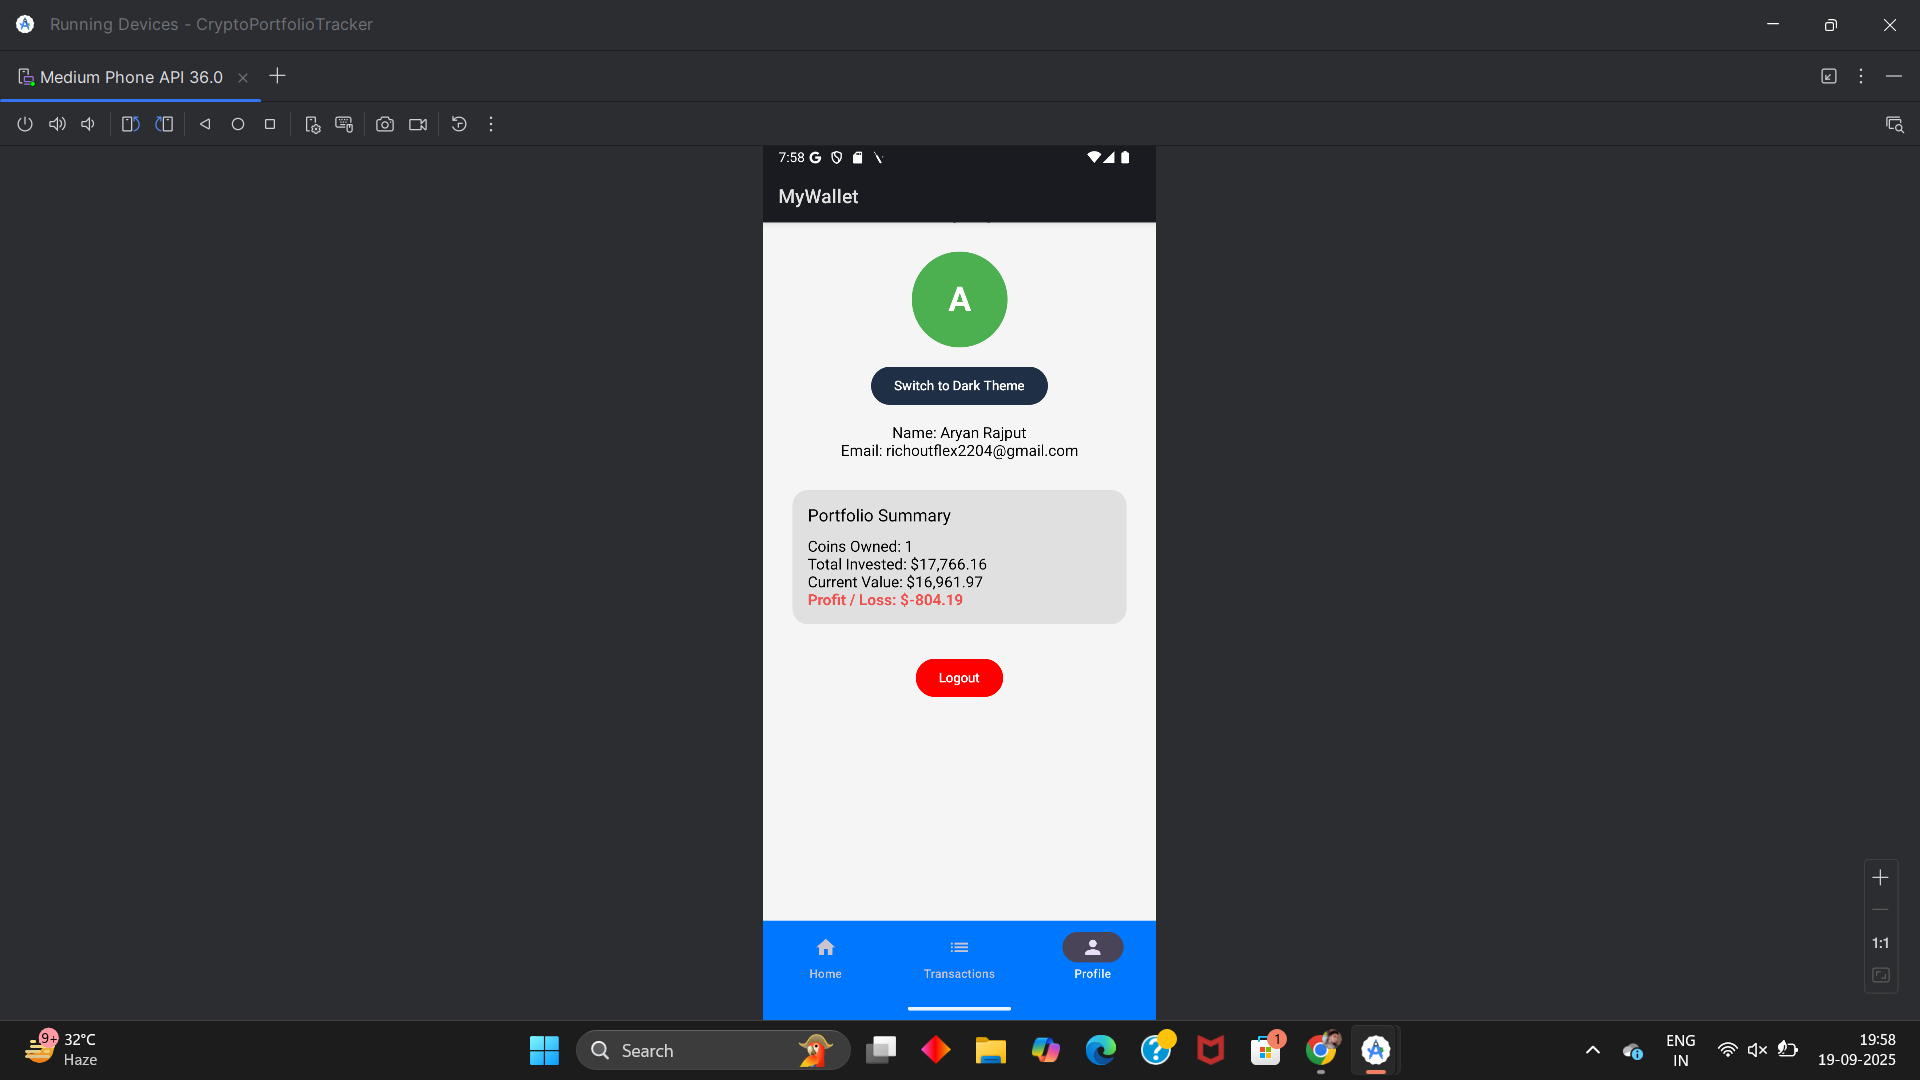 Running Devices - CryptoPortfolioTracker
Medium Phone API 36.0
7:58
MyWallet
A
Switch to Dark Theme
Name: Aryan Rajput
Email: richoutflex2204@gmail.com
Portfolio Summary
Coins Owned: 1
Total Invested: $17,766.16
Current Value: $16,961.97
Profit / Loss: $-804.19
Logout
Home
Transactions
Profile
1:1
9+
32°C
Haze
Search
1
ENG
IN
19:58
19-09-2025